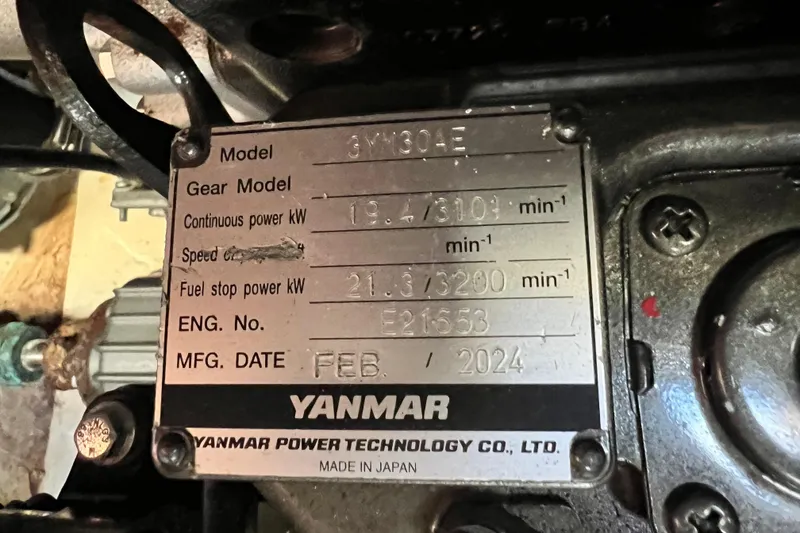 Model 3YM30AE
Gear Model
Continuous power kW 19.4/3101 min-1
Speed min-1
Fuel stop power kW 21.3/3200 min-1
ENG. No. E21553
MFG. DATE FEB / 2024
YANMAR
YANMAR POWER TECHNOLOGY CO., LTD.
MADE IN JAPAN